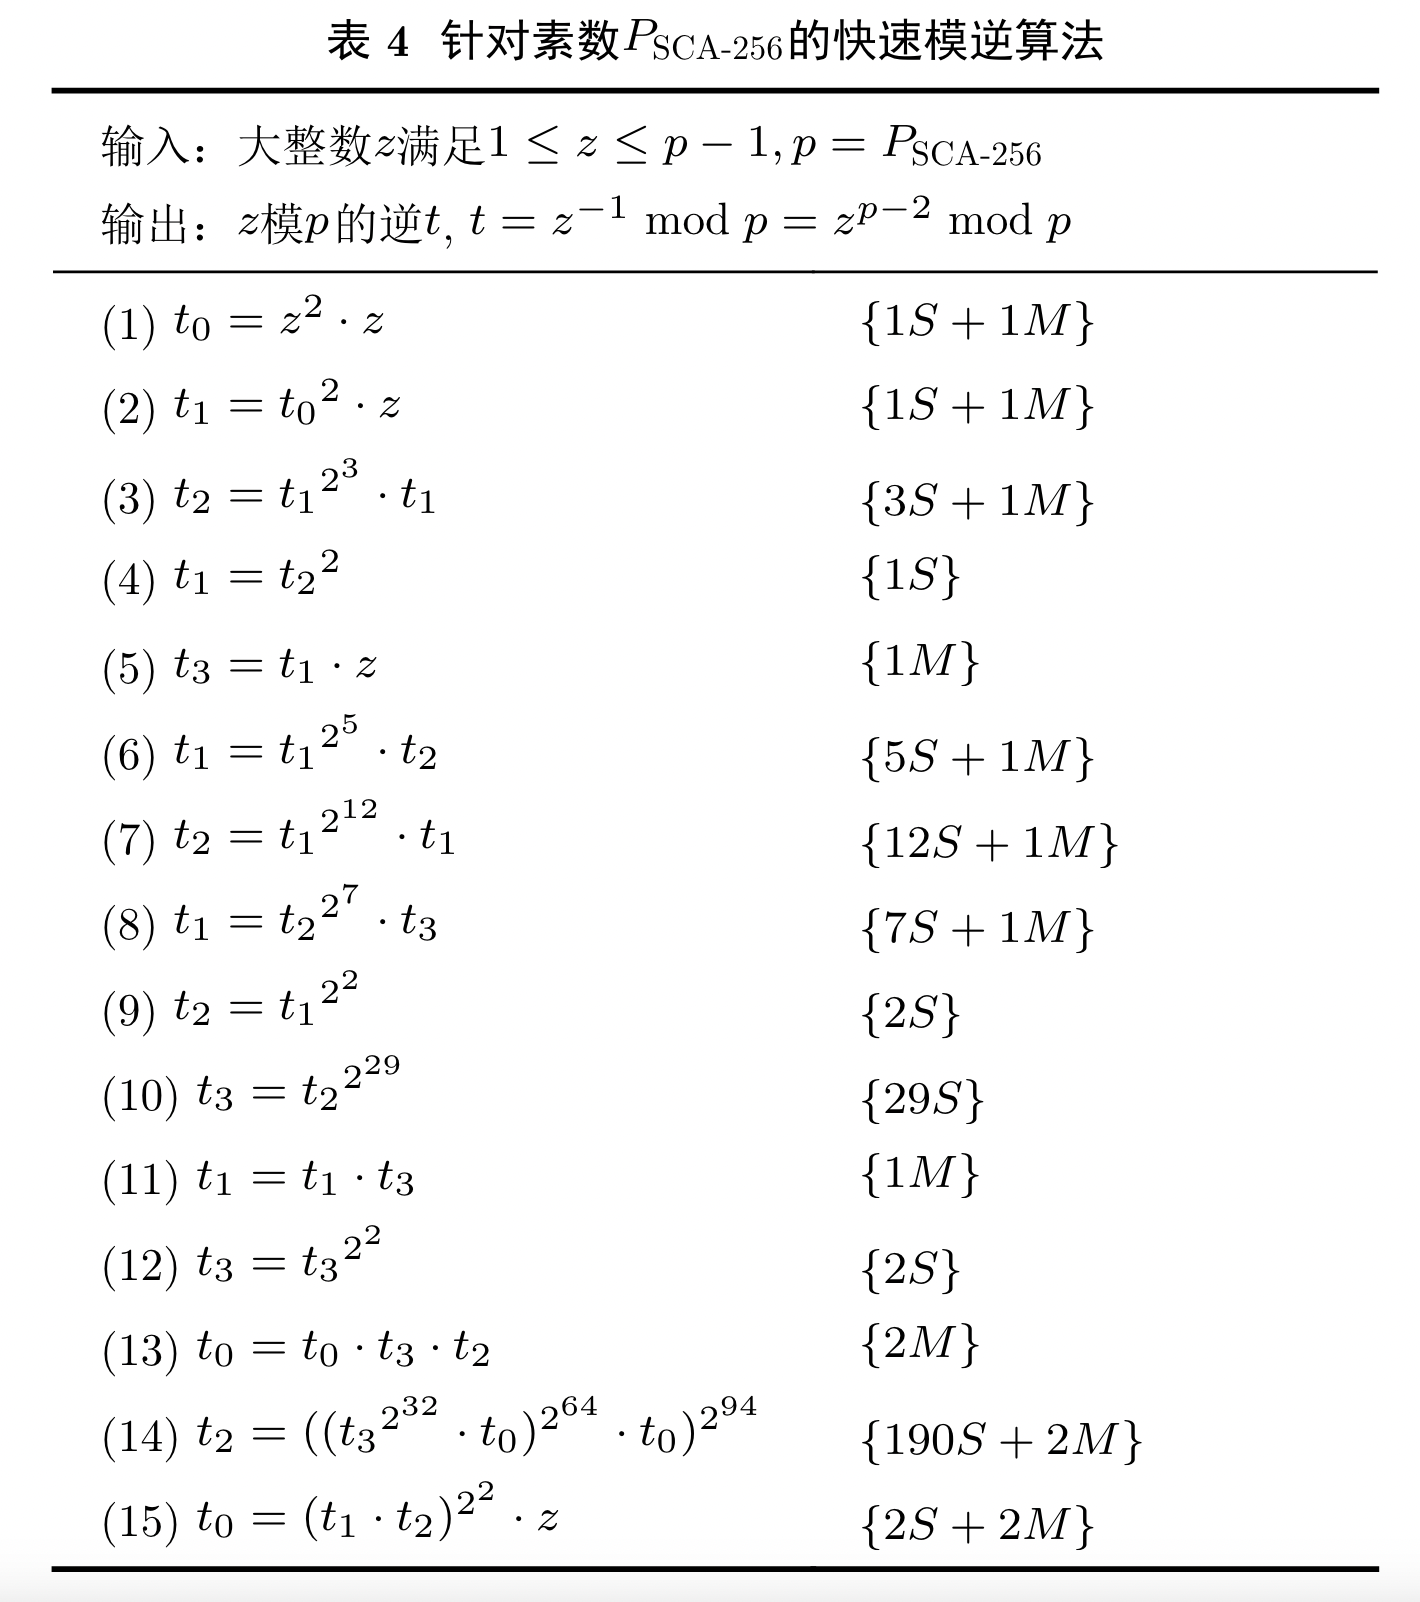 表 4 针对素数$P_{\text{SCA-256}}$的快速模逆算法
输入：大整数$z$满足$1 \leq z \leq p-1, p = P_{\text{SCA-256}}$
输出：$z$模$p$的逆$t$, $t = z^{-1} \bmod p = z^{p-2} \bmod p$
(1) $t_0 = z^2 \cdot z$ $\{1S + 1M\}$
(2) $t_1 = {t_0}^2 \cdot z$ $\{1S + 1M\}$
(3) $t_2 = {t_1}^{2^3} \cdot t_1$ $\{3S + 1M\}$
(4) $t_1 = {t_2}^2$ $\{1S\}$
(5) $t_3 = t_1 \cdot z$ $\{1M\}$
(6) $t_1 = {t_1}^{2^5} \cdot t_2$ $\{5S + 1M\}$
(7) $t_2 = {t_1}^{2^{12}} \cdot t_1$ $\{12S + 1M\}$
(8) $t_1 = {t_2}^{2^7} \cdot t_3$ $\{7S + 1M\}$
(9) $t_2 = {t_1}^{2^2}$ $\{2S\}$
(10) $t_3 = {t_2}^{2^{29}}$ $\{29S\}$
(11) $t_1 = t_1 \cdot t_3$ $\{1M\}$
(12) $t_3 = {t_3}^{2^2}$ $\{2S\}$
(13) $t_0 = t_0 \cdot t_3 \cdot t_2$ $\{2M\}$
(14) $t_2 = (({t_3}^{2^{32}} \cdot t_0)^{2^{64}} \cdot t_0)^{2^{94}}$ $\{190S + 2M\}$
(15) $t_0 = (t_1 \cdot t_2)^{2^2} \cdot z$ $\{2S + 2M\}$